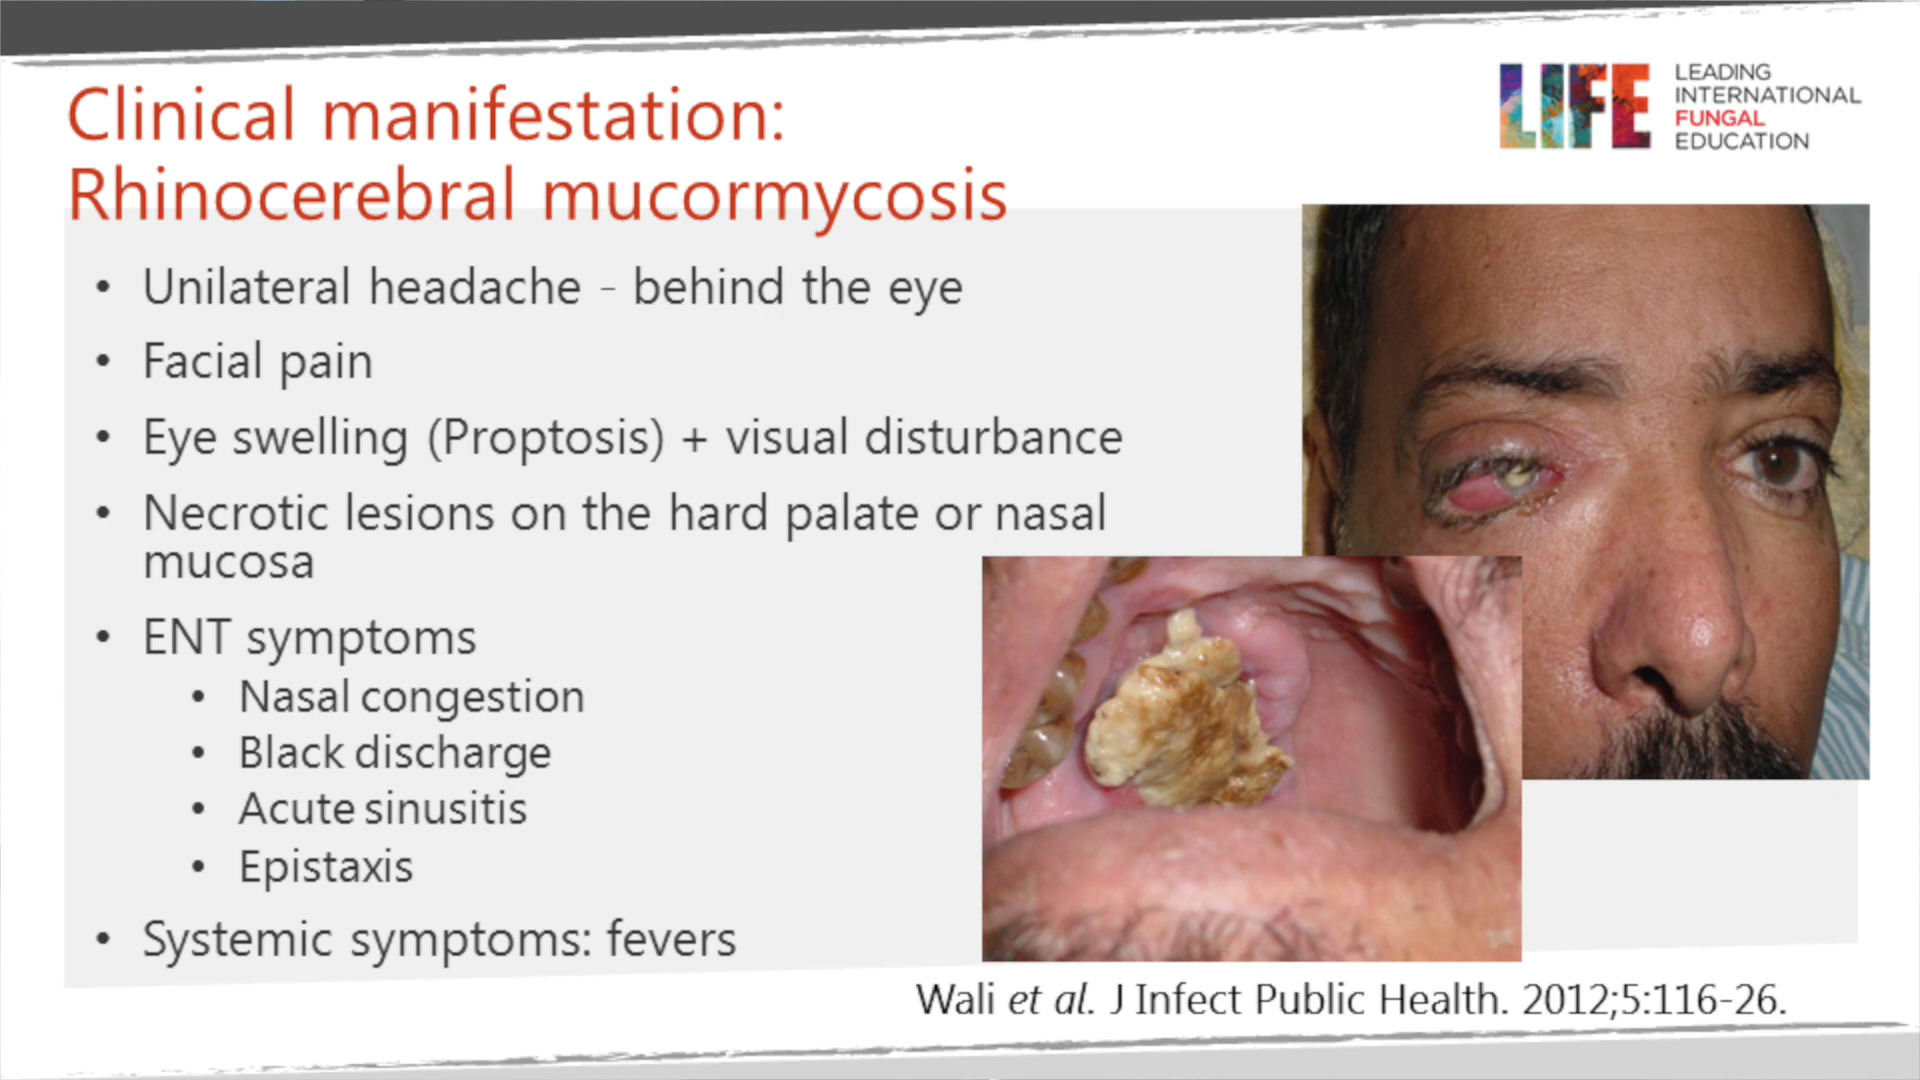 Clinical manifestation:
Rhinocerebral mucormycosis
LIFE
LEADING
INTERNATIONAL
FUNGAL
EDUCATION
• Unilateral headache - behind the eye
• Facial pain
• Eye swelling (Proptosis) + visual disturbance
• Necrotic lesions on the hard palate or nasal
mucosa
• ENT symptoms
• Nasal congestion
• Black discharge
• Acute sinusitis
• Epistaxis
• Systemic symptoms: fevers
Wali et al. J Infect Public Health. 2012;5:116-26.